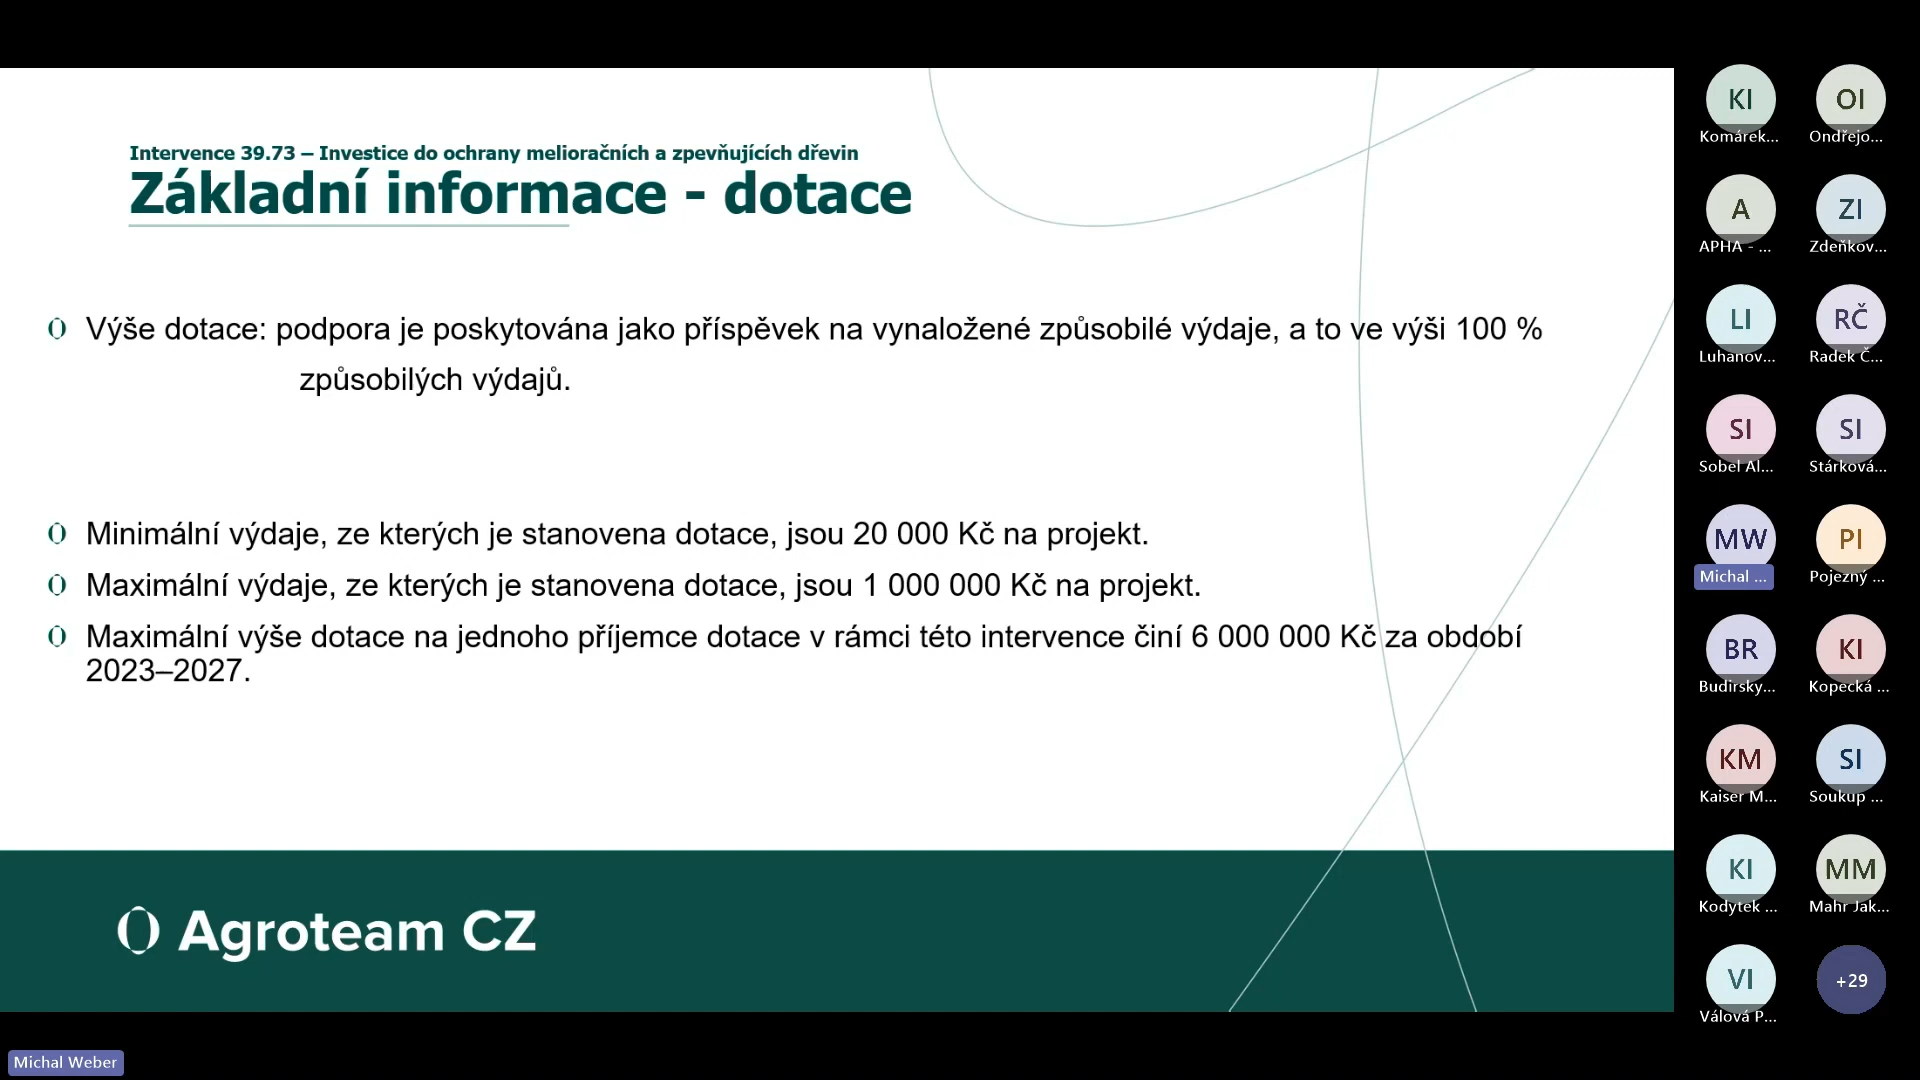 Intervence 39.73 – Investice do ochrany melioračních a zpevňujících dřevin
Základní informace - dotace
Výše dotace: podpora je poskytována jako příspěvek na vynaložené způsobilé výdaje, a to ve výši 100 %
způsobilých výdajů.
Minimální výdaje, ze kterých je stanovena dotace, jsou 20 000 Kč na projekt.
Maximální výdaje, ze kterých je stanovena dotace, jsou 1 000 000 Kč na projekt.
Maximální výše dotace na jednoho příjemce dotace v rámci této intervence činí 6 000 000 Kč za období
2023–2027.
Agroteam CZ
Michal Weber
KI
Komárek...
OI
Ondřejo...
A
APHA - ...
ZI
Zdeňkov...
LI
Luhanov...
RČ
Radek Č...
SI
Sobel Al...
SI
Stárková...
MW
Michal ...
PI
Pojezný ...
BR
Budirsky...
KI
Kopecká ...
KM
Kaiser M...
SI
Soukup ...
KI
Kodytek ...
MM
Mahr Jak...
VI
Válová P...
+29